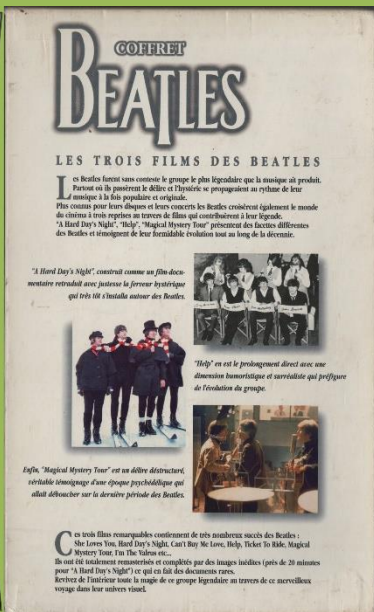 COFFRET
BEATLES
LES TROIS FILMS DES BEATLES
Les Beatles furent sans conteste le groupe le plus légendaire que la musique ait produit.
Partout où ils passèrent le délire et l'hystérie se propageaient au rythme de leur
musique à la fois populaire et originale.
Plus connus pour leurs disques et leurs concerts les Beatles croisèrent également le monde
du cinéma à trois reprises au travers de films qui contribuèrent à leur légende.
"A Hard Day's Night", "Help", "Magical Mystery Tour" présentent des facettes différentes
des Beatles et témoignent de leur formidable évolution tout au long de la décennie.
"A Hard Day's Night", construit comme un film-docu-
mentaire retraduit avec justesse la ferveur hystérique
qui très tôt s'installa autour des Beatles.
"Help" en est le prolongement direct avec une
dimension humoristique et surréaliste qui préfigure
de l'évolution du groupe.
Enfin, "Magical Mystery Tour" est un délire déstructuré,
véritable témoignage d'une époque psychédélique qui
allait déboucher sur la dernière période des Beatles.
Ces trois films remarquables contiennent de très nombreux succès des Beatles :
She Loves You, Hard Day's Night, Can't Buy Me Love, Help, Ticket To Ride, Magical
Mystery Tour, I'm The Valrus etc...
Ils ont été totalement remasterisés et complétés par des images inédites (près de 20 minutes
pour "A Hard Day's Night") ce qui en fait des documents rares.
Revivez de l'intérieur toute la magie de ce groupe légendaire au travers de ce merveilleux
voyage dans leur univers visuel.